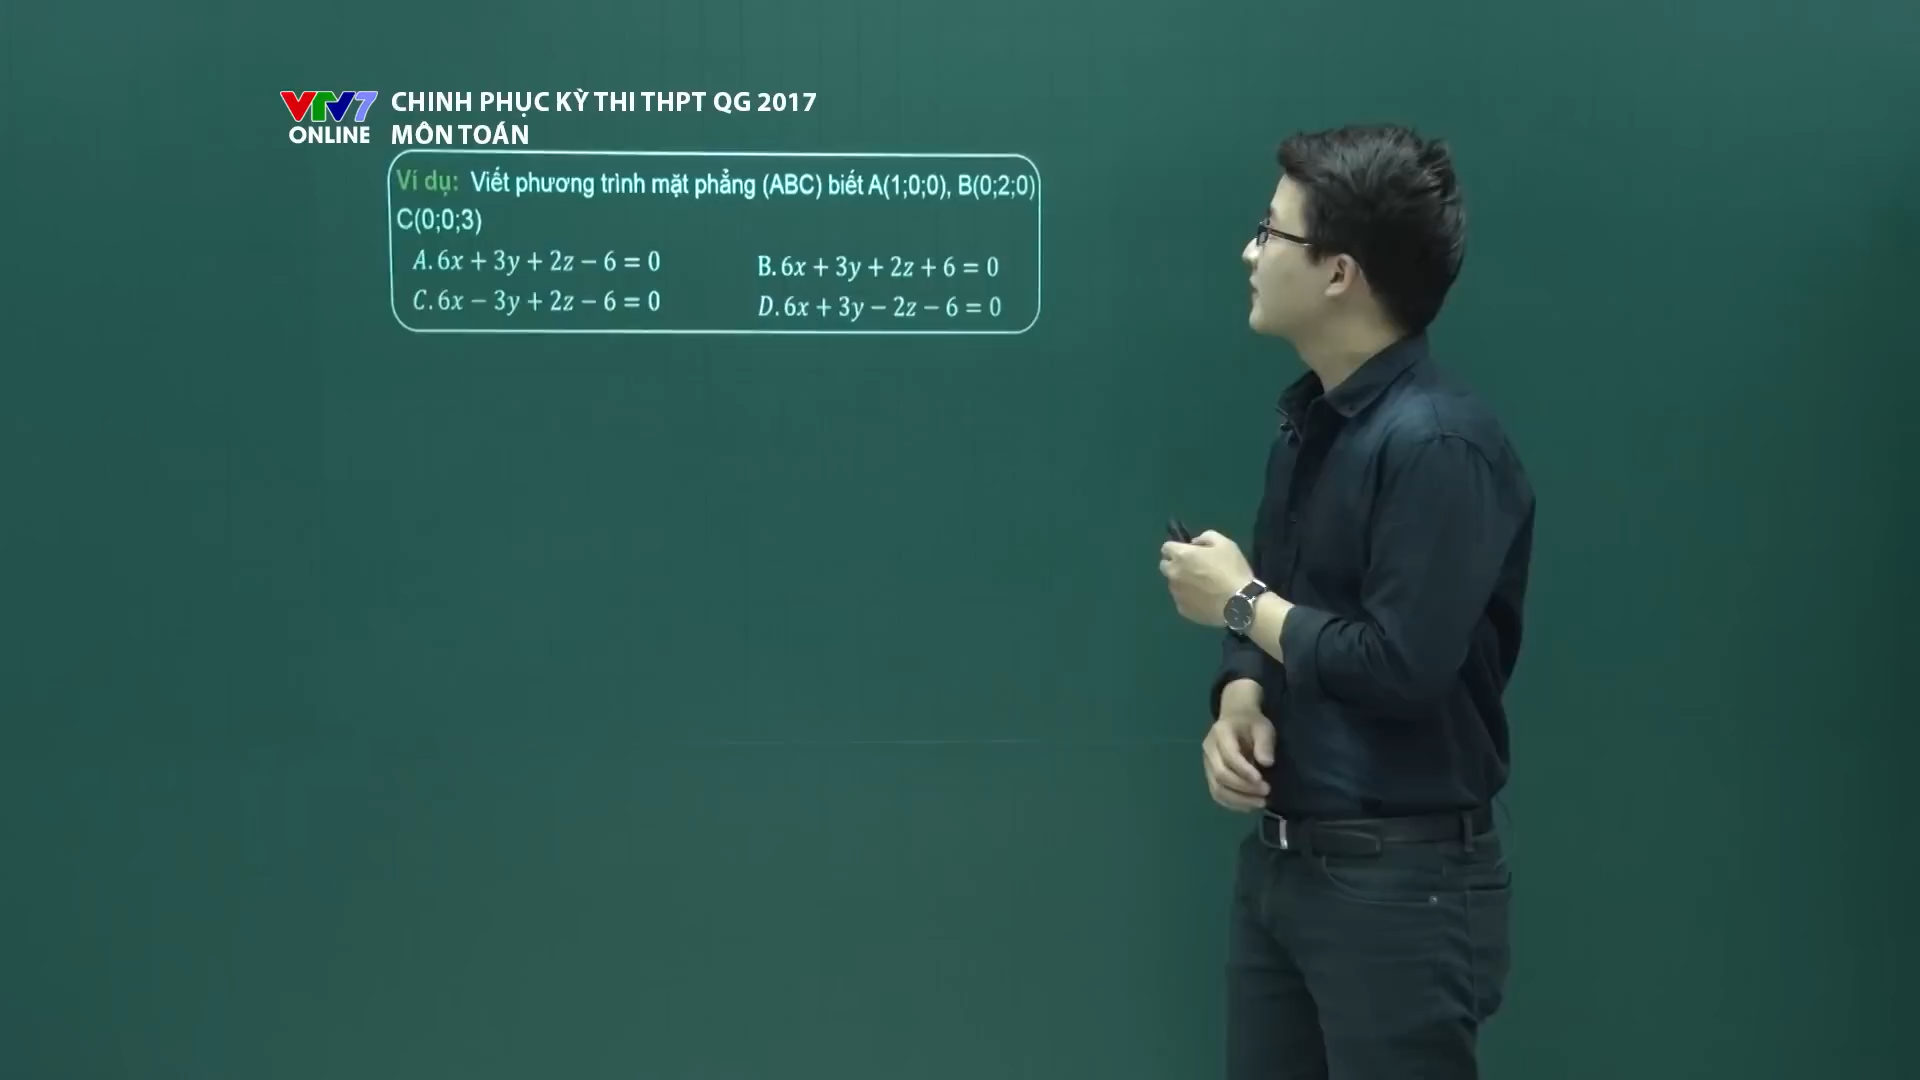 VTV7 CHINH PHỤC KỲ THI THPT QG 2017
ONLINE MÔN TOÁN
Ví dụ: Viết phương trình mặt phẳng (ABC) biết A(1;0;0), B(0;2;0)
C(0;0;3)
A. 6x + 3y + 2z − 6 = 0 B. 6x + 3y + 2z + 6 = 0
C. 6x − 3y + 2z − 6 = 0 D. 6x + 3y − 2z − 6 = 0